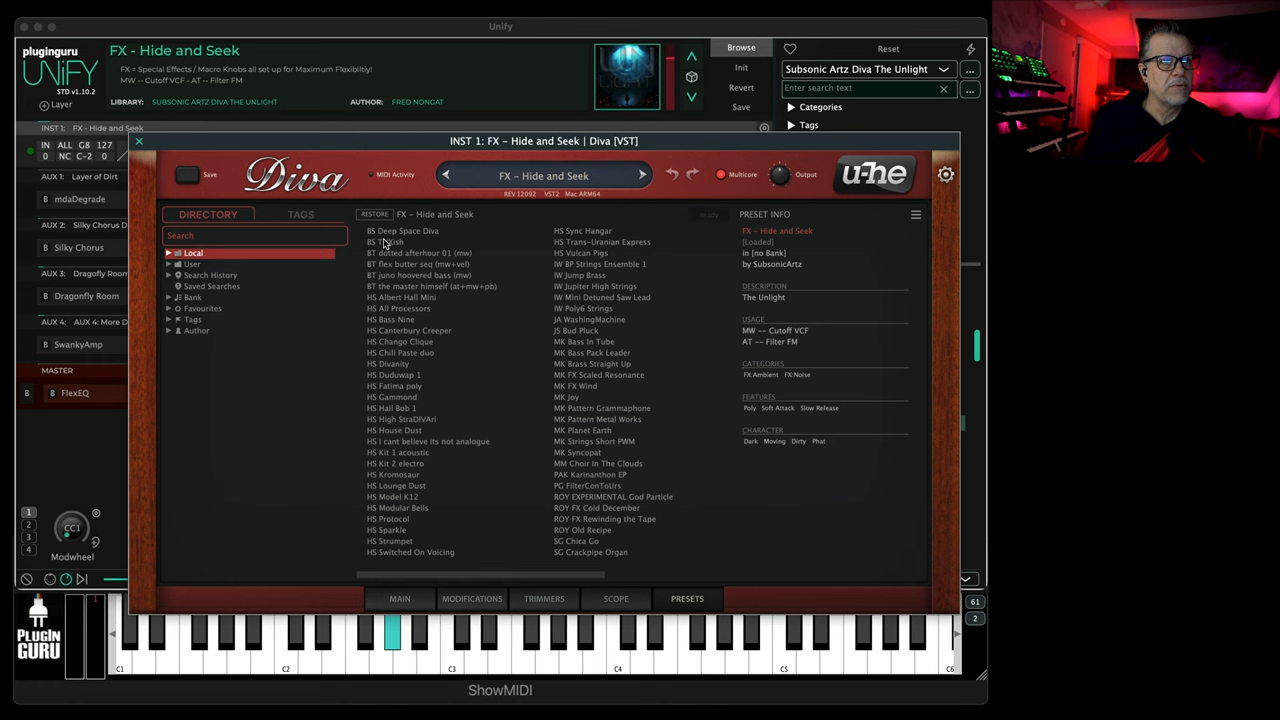 Unify
pluginguru
UNiFY
STD v1.10.2
Layer
FX - Hide and Seek
FX = Special Effects / Macro Knobs all set up for Maximum Flexibiltiy!
MW -- Cutoff VCF - AT -- Filter FM
LIBRARY: SUBSONIC ARTZ DIVA THE UNLIGHT
AUTHOR: FRED NONGAT
Browse
Init
Revert
Save
Reset
Subsonic Artz Diva The Unlight
...
Enter search text
...
Categories
Tags
INST 1: FX - Hide and Seek
IN ALL G8 127
0 NC C-2 0
AUX 1: Layer of Dirt
B mdaDegrade
AUX 2: Silky Chorus D
B Silky Chorus
AUX 3: Dragofly Room
B Dragonfly Room
AUX 4: AUX 4: More D
B SwankyAmp
MASTER
B B FlexEQ
1
2
3
4
CC1
Modwheel
INST 1: FX – Hide and Seek | Diva [VST]
Save
Diva
MIDI Activity
FX – Hide and Seek
REV 12092 VST2 Mac ARM64
Multicore
Output
u-he
DIRECTORY
TAGS
Search
Local
User
Search History
Saved Searches
Bank
Favourites
Tags
Author
RESTORE FX – Hide and Seek
ready
BS Deep Space Diva
BT dotted afterhour 01 (mw)
BT flex butter seq (mw+vel)
BT juno hoovered bass (mw)
BT the master himself (at+mw+pb)
HS Albert Hall Mini
HS All Processors
HS Bass Nine
HS Canterbury Creeper
HS Chango Clique
HS Chili Paste duo
HS Divanity
HS Duduwap 1
HS Fatima poly
HS Gammond
HS Hail Bob 1
HS High StraDIVAri
HS House Dust
HS I cant believe its not analogue
HS Kit 1 acoustic
HS Kit 2 electro
HS Kromosaur
HS Lounge Dust
HS Model K12
HS Modular Bells
HS Protocol
HS Sparkle
HS Strumpet
HS Switched On Voicing
HS Sync Hangar
HS Trans-Uranian Express
HS Vulcan Pigs
IW BP Strings Ensemble 1
IW Jump Brass
IW Jupiter High Strings
IW Mini Detuned Saw Lead
IW Poly6 Strings
JA WashingMachine
JS Bud Pluck
MK Bass In Tube
MK Bass Pack Leader
MK Brass Straight Up
MK FX Scaled Resonance
MK FX Wind
MK Joy
MK Pattern Grammaphone
MK Pattern Metal Works
MK Planet Earth
MK Strings Short PWM
MK Syncopat
MM Choir In The Clouds
PAK Karinanthon EP
PG FilterConToUrs
ROY EXPERIMENTAL God Particle
ROY FX Cold December
ROY FX Rewinding the Tape
ROY Old Recipe
SG Chica Go
SG Crackpipe Organ
PRESET INFO
FX – Hide and Seek
[Loaded]
in [no Bank]
by SubsonicArtz
DESCRIPTION
The Unlight
USAGE
MW -- Cutoff VCF
AT -- Filter FM
CATEGORIES
FX:Ambient FX:Noise
FEATURES
Poly Soft Attack Slow Release
CHARACTER
Dark Moving Dirty Phat
MAIN
MODIFICATIONS
TRIMMERS
SCOPE
PRESETS
PLUGIN
GURU
1
61
2
C1
C2
C3
C4
C5
C6
ShowMIDI